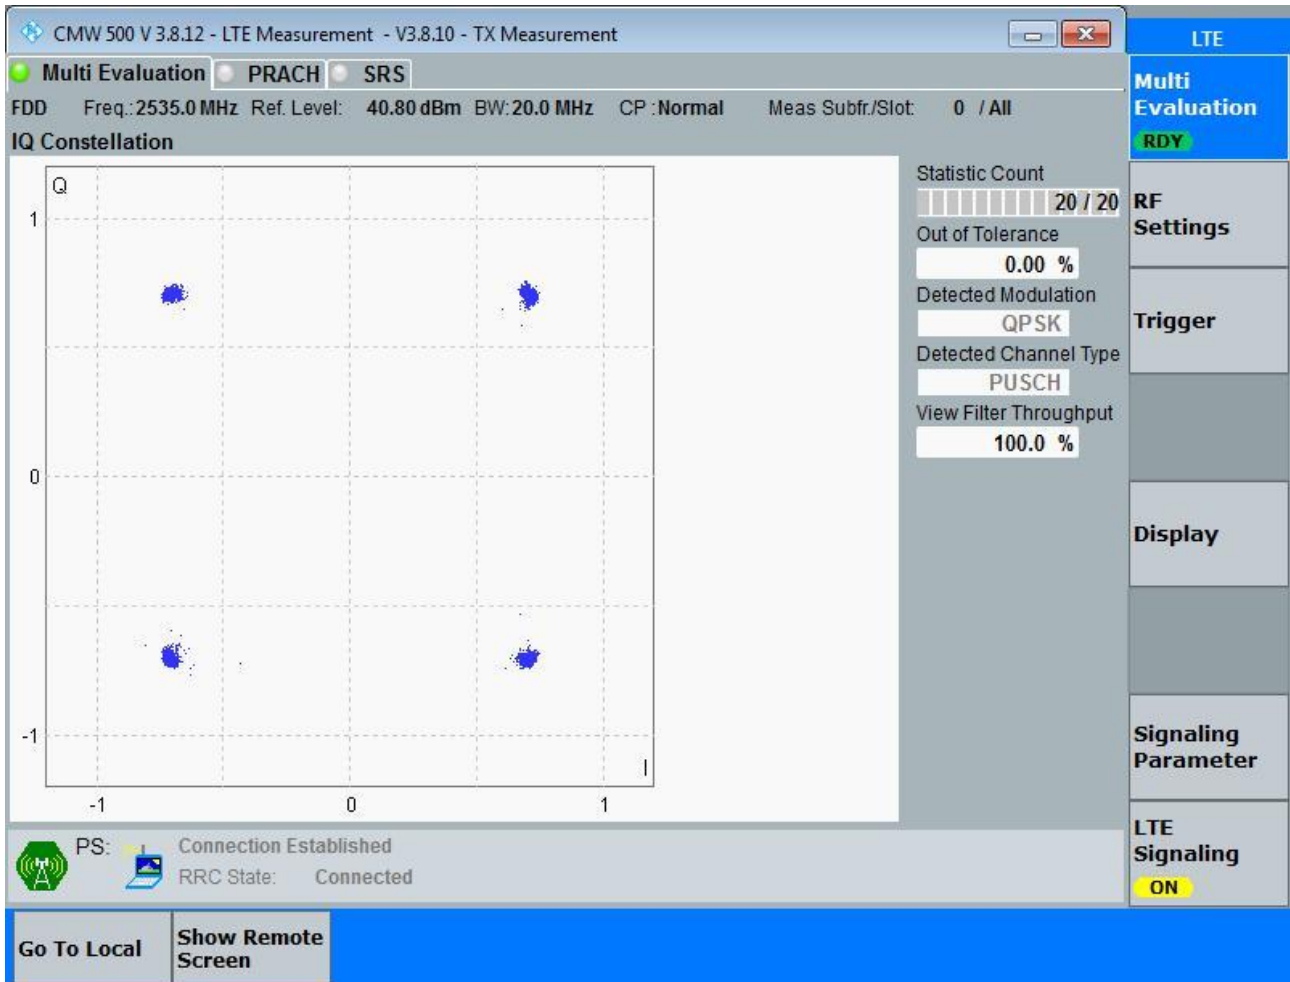 CMW 500 V 3.8.12 - LTE Measurement - V3.8.10 - TX Measurement
LTE
Multi Evaluation PRACH SRS
FDD Freq.: 2535.0 MHz Ref. Level: 40.80 dBm BW: 20.0 MHz CP : Normal Meas Subfr./Slot: 0 / All
IQ Constellation
Q
1
0
-1
I
-1 0 1
Statistic Count
20 / 20
Out of Tolerance
0.00 %
Detected Modulation
QPSK
Detected Channel Type
PUSCH
View Filter Throughput
100.0 %
Multi
Evaluation
RDY
RF
Settings
Trigger
Display
Signaling
Parameter
LTE
Signaling
ON
PS: Connection Established
RRC State: Connected
Go To Local
Show Remote
Screen